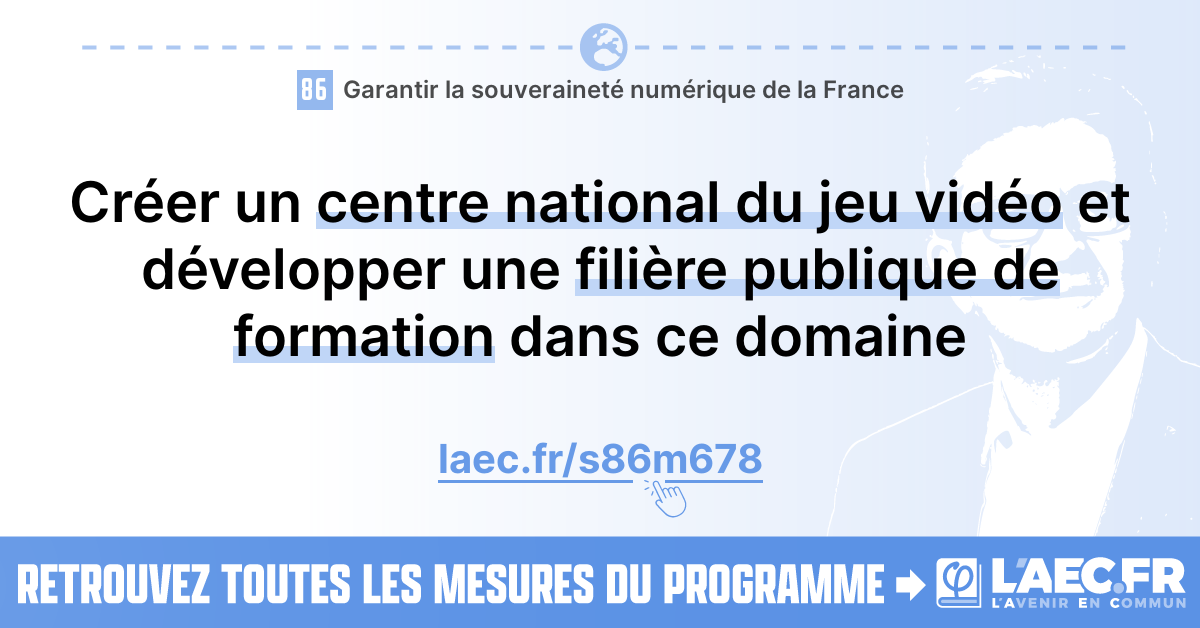 86 Garantir la souveraineté numérique de la France
Créer un centre national du jeu vidéo et
développer une filière publique de
formation dans ce domaine
laec.fr/s86m678
RETROUVEZ TOUTES LES MESURES DU PROGRAMME
φ L'AEC.FR
L'AVENIR EN COMMUN